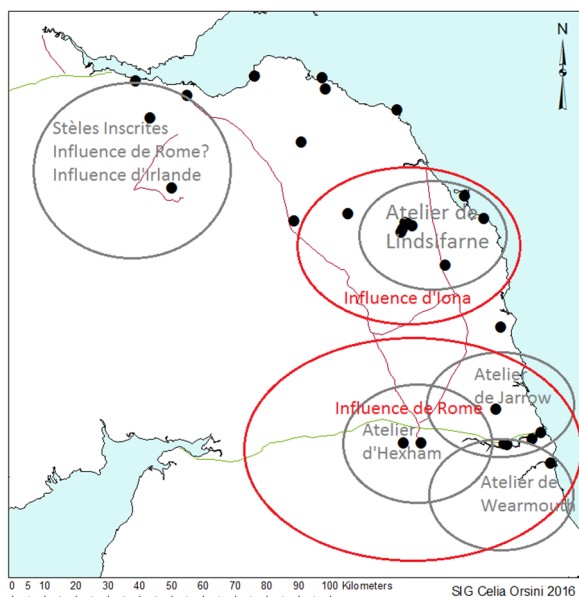 N
Stèles Inscrites
Influence de Rome?
Influence d'Irlande
Atelier de
Lindsifarne
Influence d'Iona
Atelier
de Jarrow
Influence de Rome
Atelier
d'Hexham
Atelier de
Wearmouth
0 5 10 20 30 40 50 60 70 80 90 100 Kilometers
SIG Celia Orsini 2016